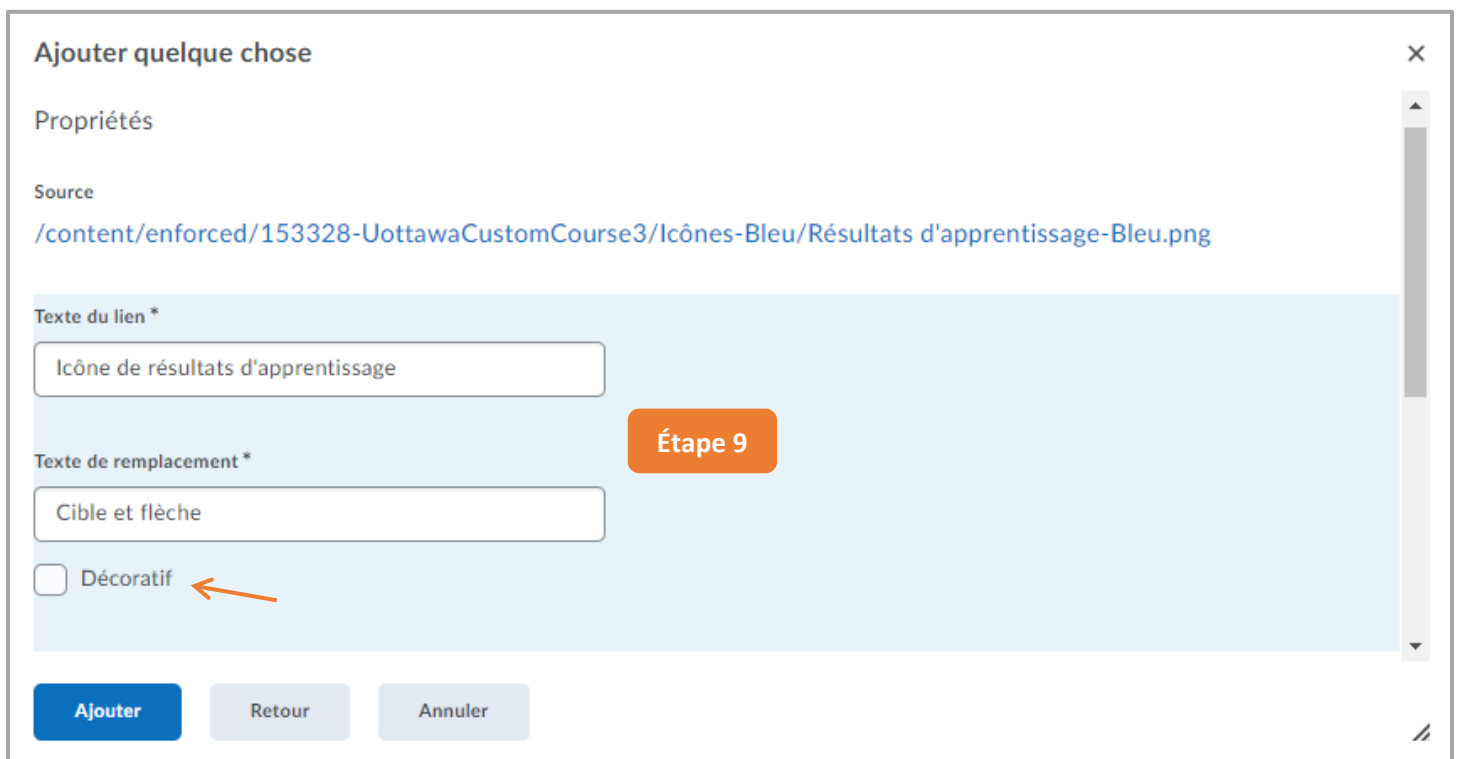 Ajouter quelque chose
Propriétés
Source
/content/enforced/153328-UottawaCustomCourse3/Icônes-Bleu/Résultats d'apprentissage-Bleu.png
Texte du lien *
Icône de résultats d'apprentissage
Étape 9
Texte de remplacement *
Cible et flèche
Décoratif
Ajouter Retour Annuler